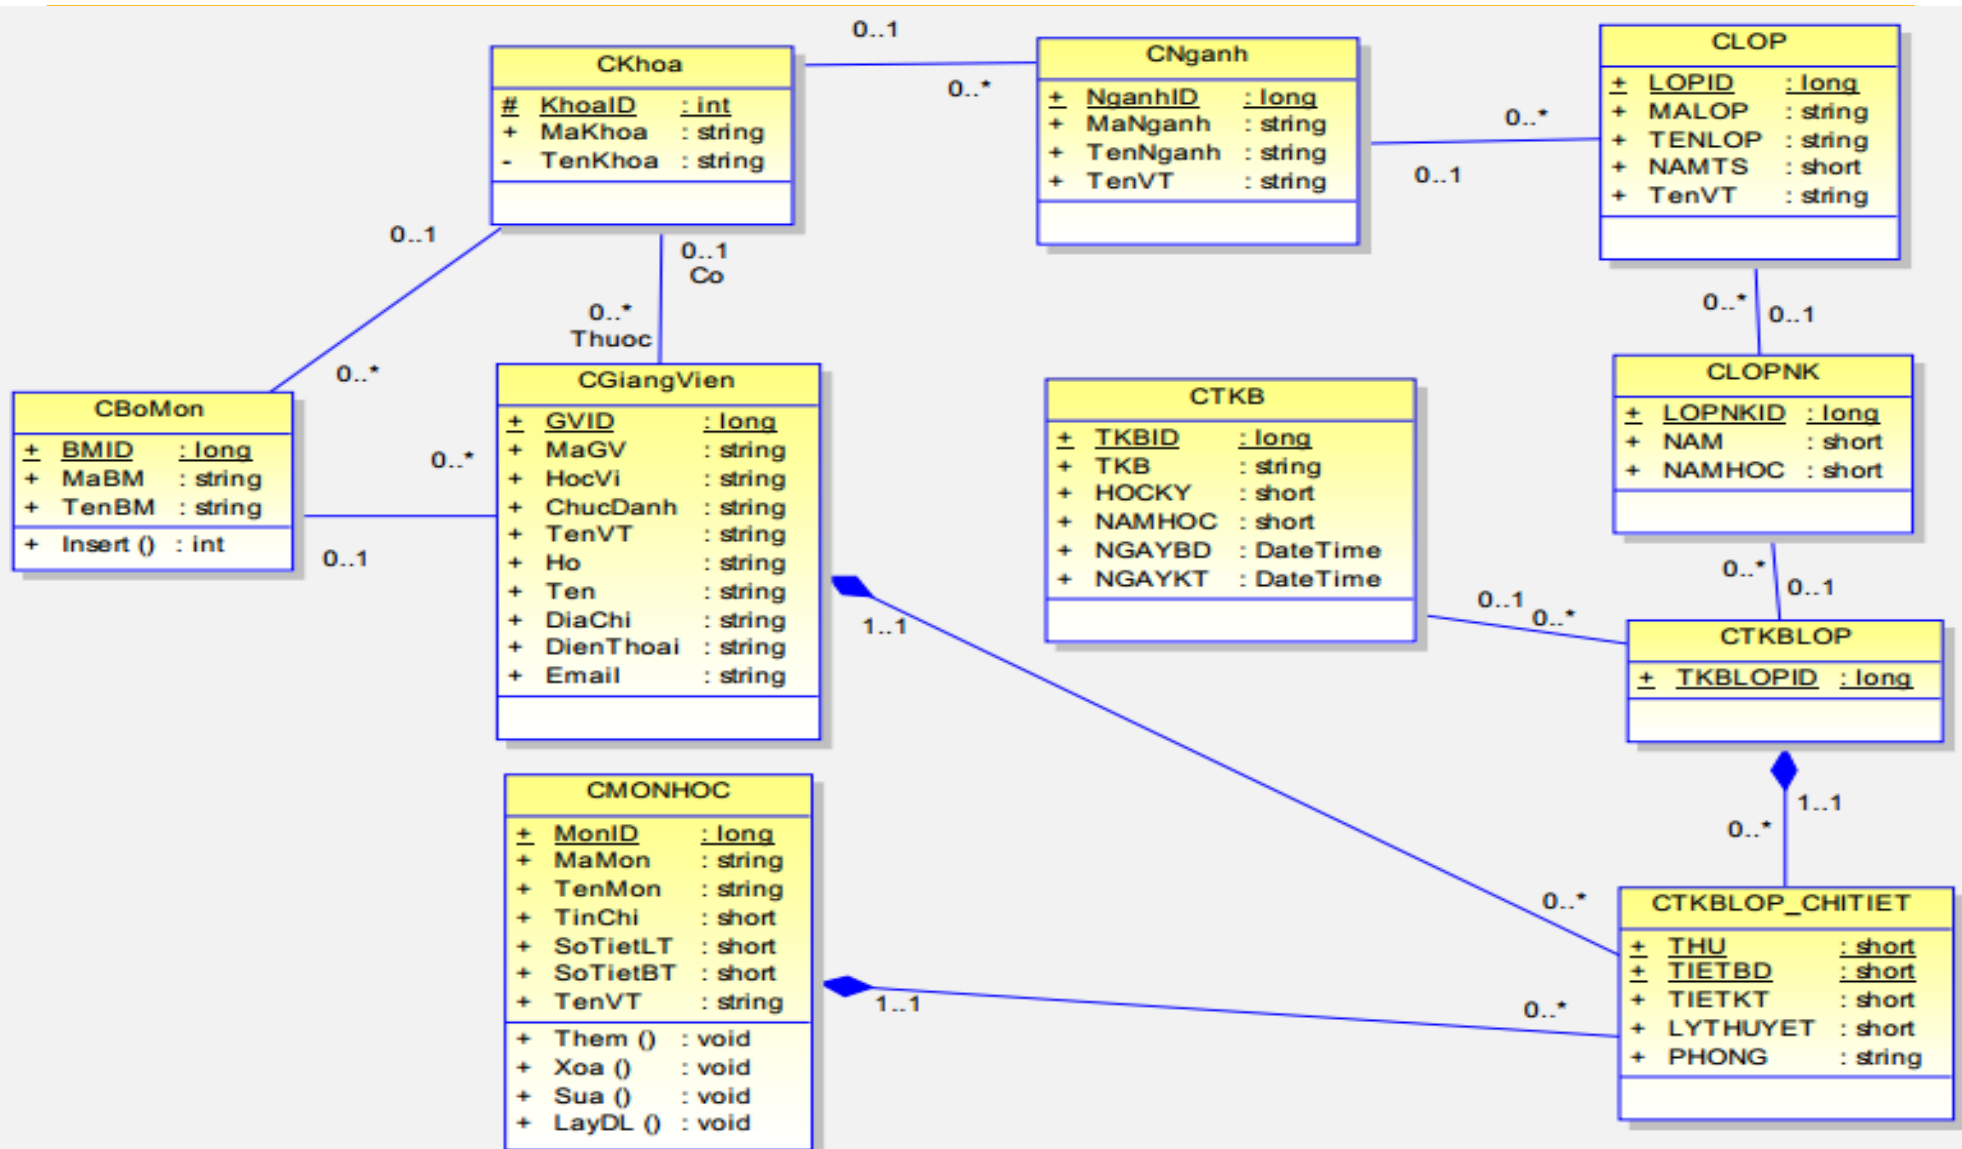 CKhoa
# KhoaID : int
+ MaKhoa : string
- TenKhoa : string
0..1
0..*
CNganh
+ NganhID : long
+ MaNganh : string
+ TenNganh : string
+ TenVT : string
0..*
0..1
CLOP
+ LOPID : long
+ MALOP : string
+ TENLOP : string
+ NAMTS : short
+ TenVT : string
0..1
0..*
0..1
Co
0..*
Thuoc
0..*
0..1
CBoMon
+ BMID : long
+ MaBM : string
+ TenBM : string
+ Insert () : int
0..*
0..1
CGiangVien
+ GVID : long
+ MaGV : string
+ HocVi : string
+ ChucDanh : string
+ TenVT : string
+ Ho : string
+ Ten : string
+ DiaChi : string
+ DienThoai : string
+ Email : string
1..1
CTKB
+ TKBID : long
+ TKB : string
+ HOCKY : short
+ NAMHOC : short
+ NGAYBD : DateTime
+ NGAYKT : DateTime
0..1
0..*
CLOPNK
+ LOPNKID : long
+ NAM : short
+ NAMHOC : short
0..*
0..1
CTKBLOP
+ TKBLOPID : long
1..1
0..*
CMONHOC
+ MonID : long
+ MaMon : string
+ TenMon : string
+ TinChi : short
+ SoTietLT : short
+ SoTietBT : short
+ TenVT : string
+ Them () : void
+ Xoa () : void
+ Sua () : void
+ LayDL () : void
1..1
0..*
0..*
CTKBLOP_CHITIET
+ THU : short
+ TIETBD : short
+ TIETKT : short
+ LYTHUYET : short
+ PHONG : string